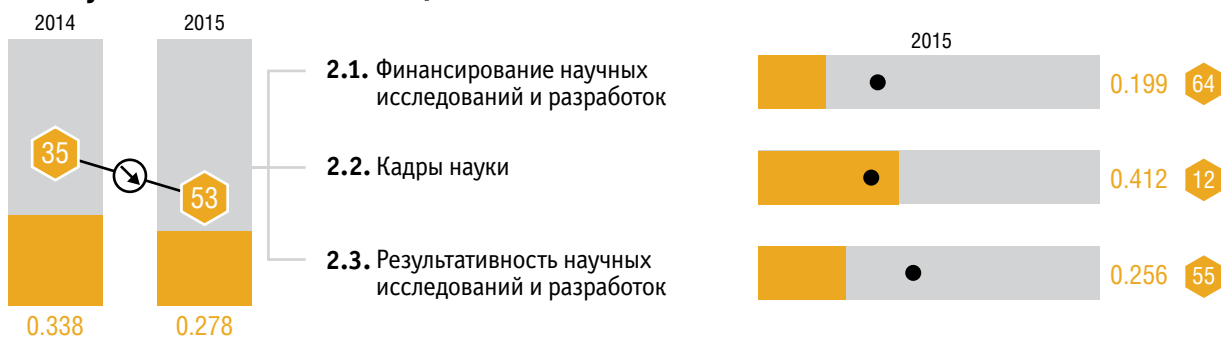 2014
2015
35
53
0.338
0.278
2.1. Финансирование научных
исследований и разработок
2.2. Кадры науки
2.3. Результативность научных
исследований и разработок
2015
0.199 64
0.412 12
0.256 55